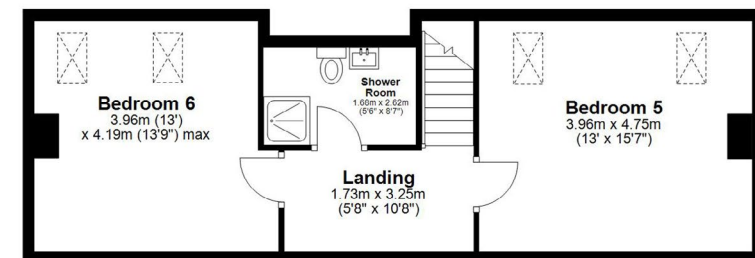 Bedroom 6
3.96m (13')
x 4.19m (13'9") max
Shower
Room
1.68m x 2.62m
(5'6" x 8'7")
Landing
1.73m x 3.25m
(5'8" x 10'8")
Bedroom 5
3.96m x 4.75m
(13' x 15'7")